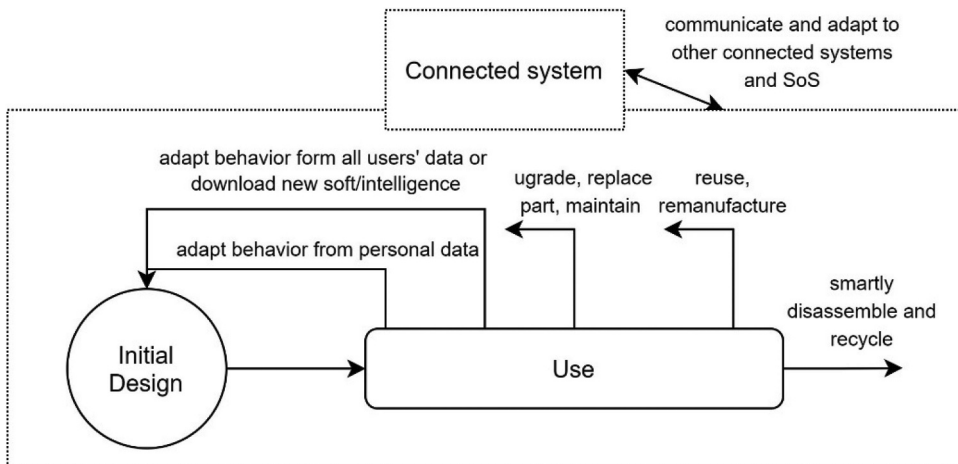 communicate and adapt to
other connected systems
and SoS
Connected system
adapt behavior form all users' data or
download new soft/intelligence
ugrade, replace
part, maintain
reuse,
remanufacture
adapt behavior from personal data
smartly
disassemble and
recycle
Initial
Design
Use